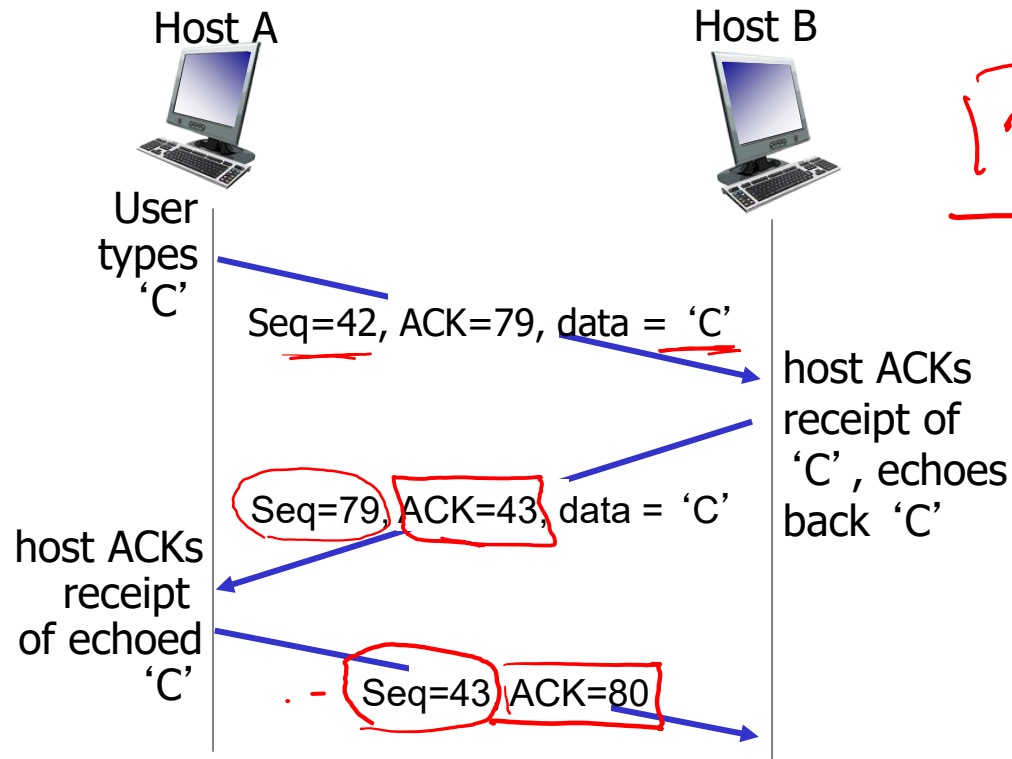 Host A
Host B
User
types
‘C’
Seq=42, ACK=79, data = ‘C’
host ACKs
receipt of
‘C’, echoes
back ‘C’
Seq=79, ACK=43, data = ‘C’
host ACKs
receipt
of echoed
‘C’
Seq=43 ACK=80